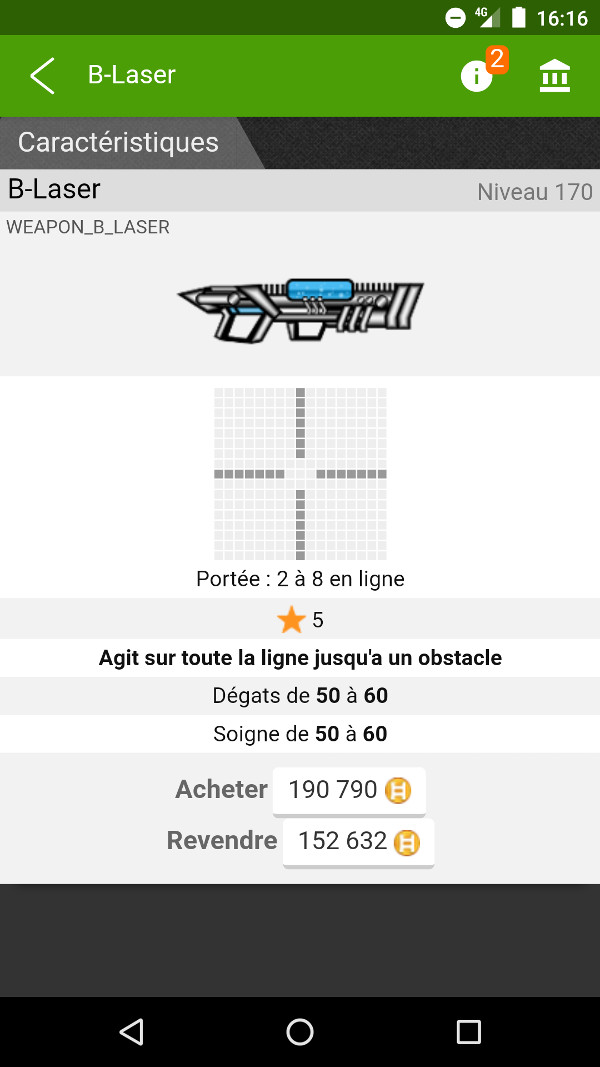 4G 16:16
B-Laser 2
Caractéristiques
B-Laser Niveau 170
WEAPON_B_LASER
Portée : 2 à 8 en ligne
5
Agit sur toute la ligne jusqu'a un obstacle
Dégats de 50 à 60
Soigne de 50 à 60
Acheter 190 790
Revendre 152 632